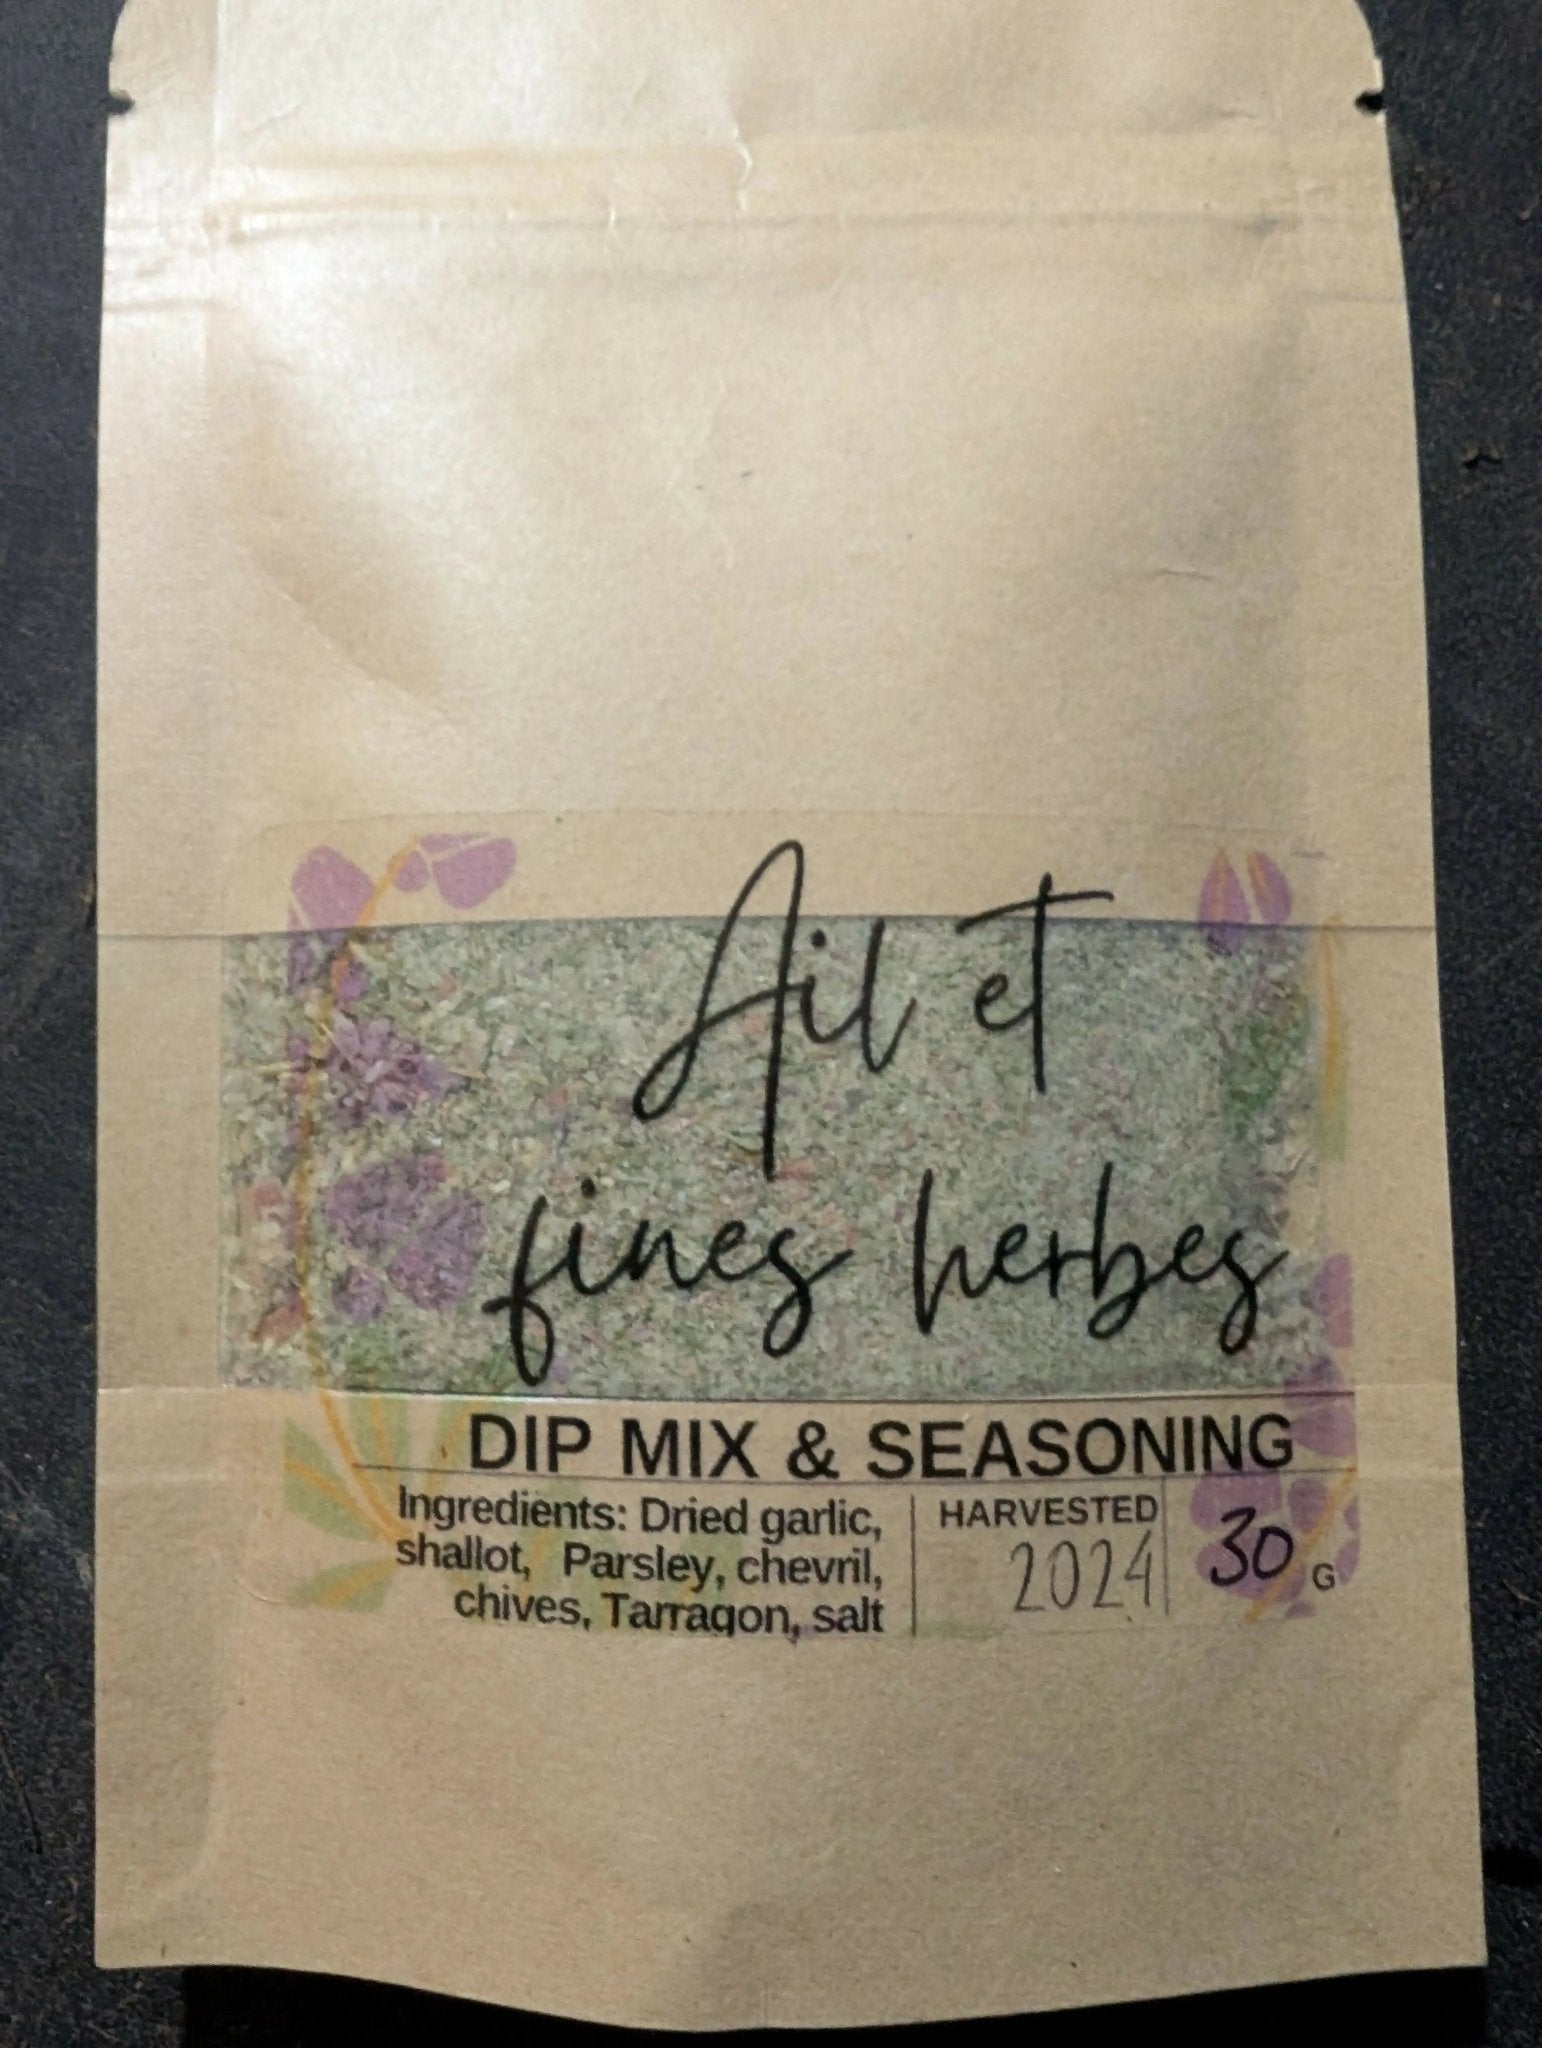 Ail et
fines herbes
DIP MIX & SEASONING
Ingredients: Dried garlic,
shallot, Parsley, chevril,
chives, Tarragon, salt
HARVESTED
2024
30 G